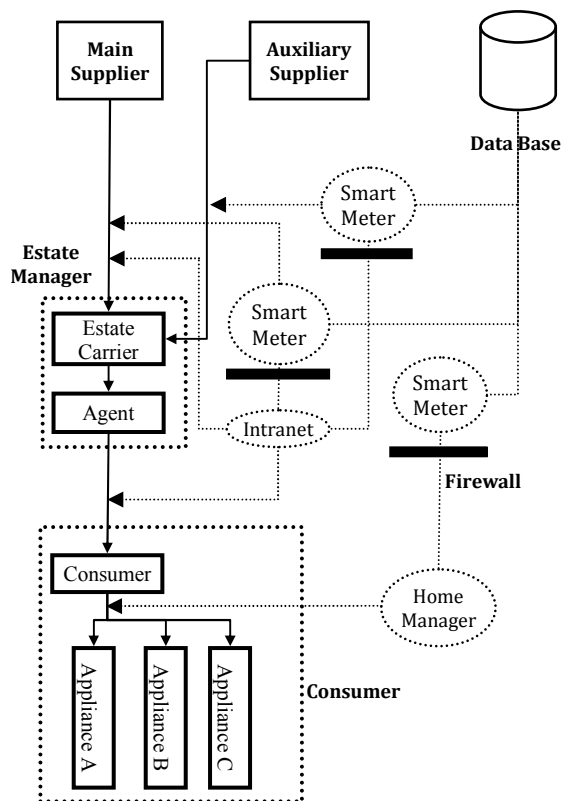 Main
Supplier
Auxiliary
Supplier
Data Base
Smart
Meter
Estate
Manager
Smart
Meter
Estate
Carrier
Smart
Meter
Agent
Intranet
Firewall
Consumer
Home
Manager
Appliance A
Appliance B
Appliance C
Consumer